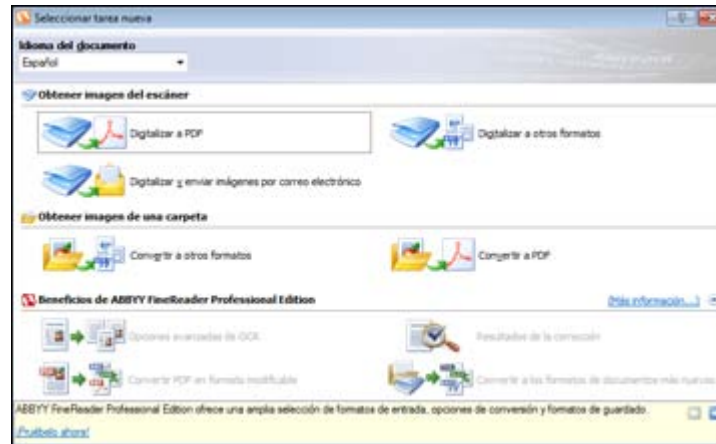 Seleccionar tarea nueva
Idioma del documento
Español
Obtener imagen del escáner
Digitalizar a PDF
Digitalizar a otros formatos
Digitalizar y enviar imágenes por correo electrónico
Obtener imagen de una carpeta
Convertir a otros formatos
Convertir a PDF
Beneficios de ABBYY FineReader Professional Edition
(Más información...)
Opciones avanzadas de OCR
Resultados de la corrección
Convertir PDF en formato modificable
Convertir a los formatos de documentos más nuevos
ABBYY FineReader Professional Edition ofrece una amplia selección de formatos de entrada, opciones de conversión y formatos de guardado.
¡Pruébelo ahora!